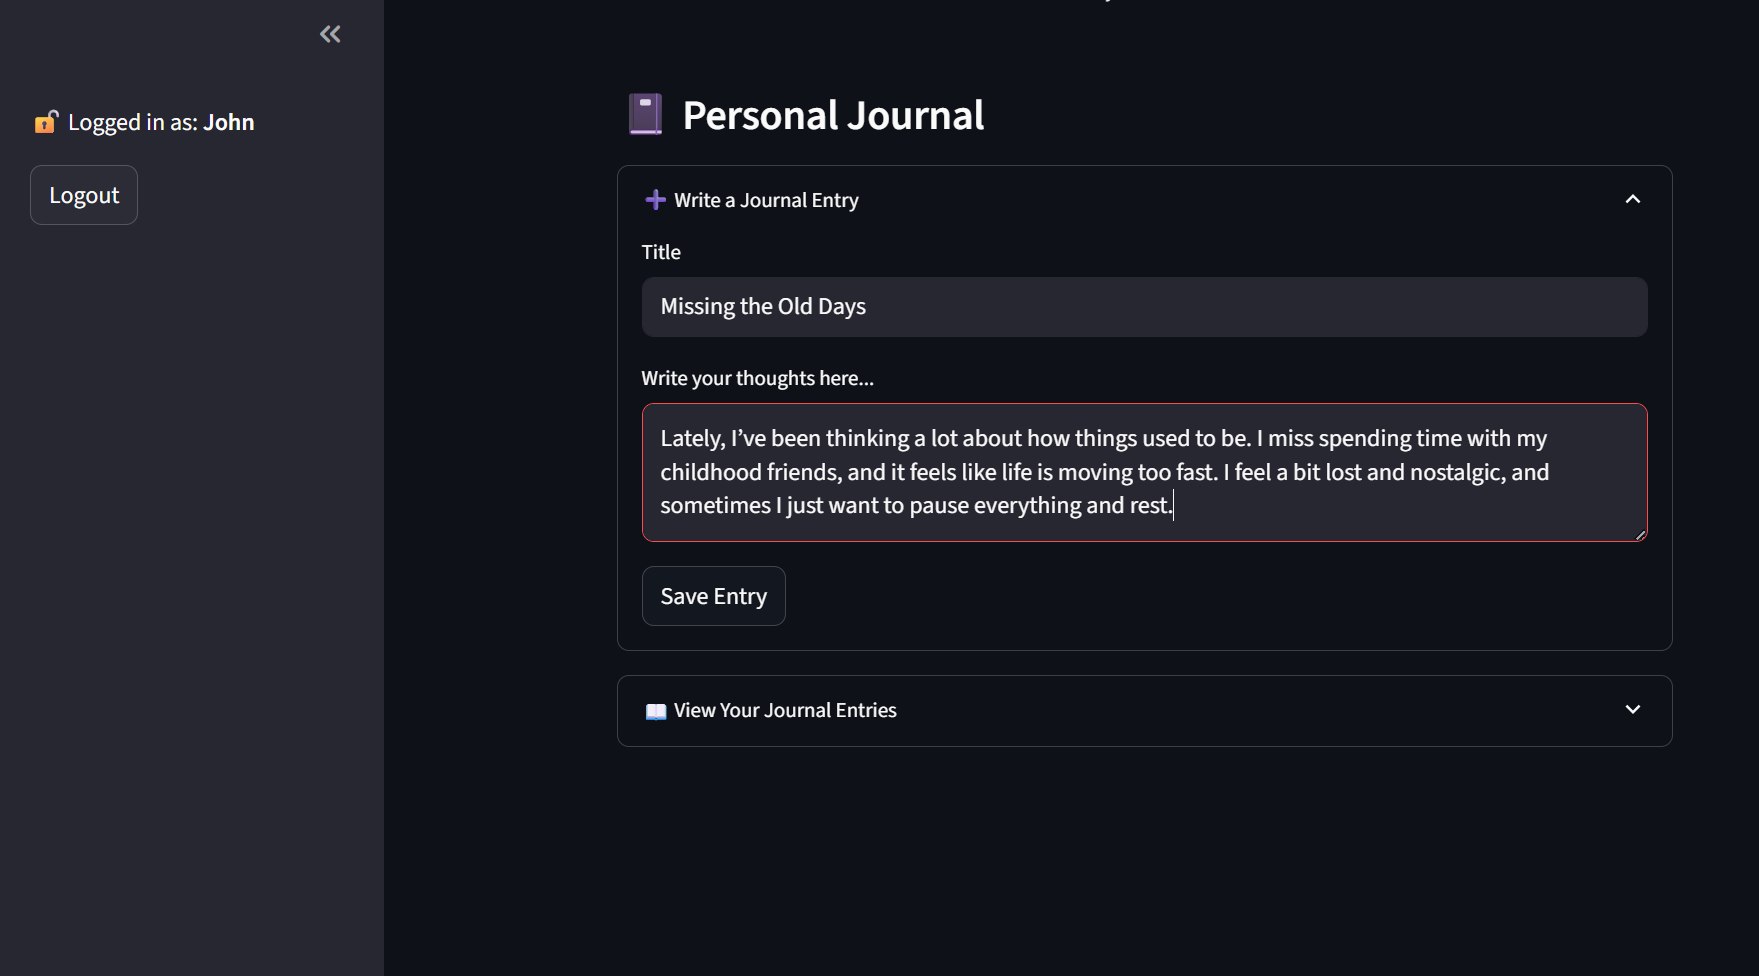 Logged in as: John
Logout
Personal Journal
Write a Journal Entry
Title
Missing the Old Days
Write your thoughts here...
Lately, I’ve been thinking a lot about how things used to be. I miss spending time with my
childhood friends, and it feels like life is moving too fast. I feel a bit lost and nostalgic, and
sometimes I just want to pause everything and rest.
Save Entry
View Your Journal Entries